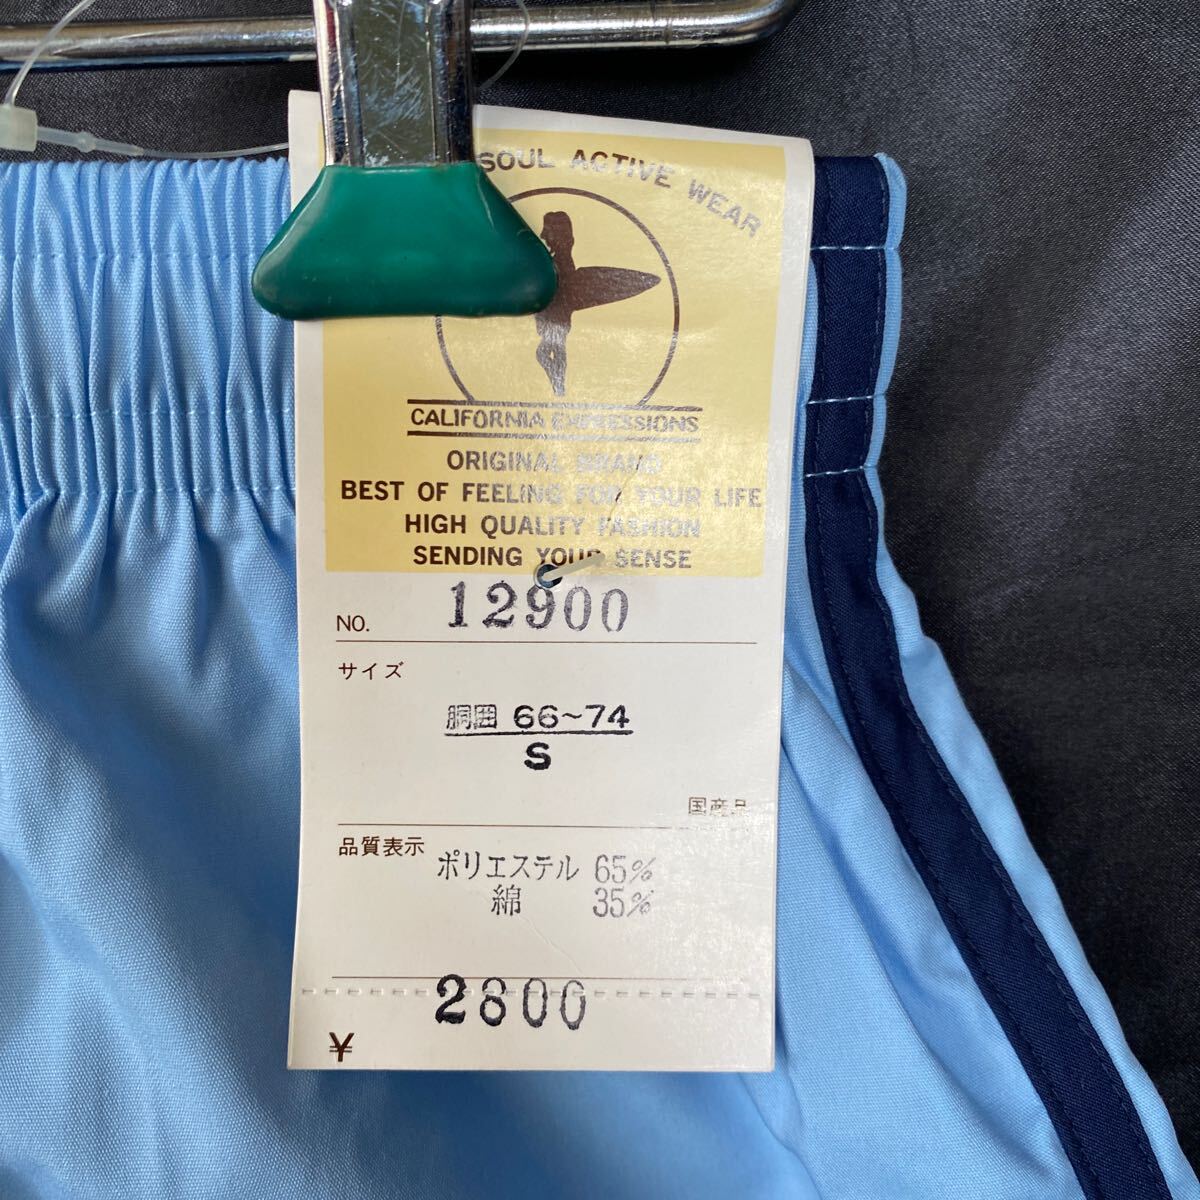 SOUL ACTIVE WEAR
CALIFORNIA EXPRESSIONS
ORIGINAL BRAND
BEST OF FEELING FOR YOUR LIFE
HIGH QUALITY FASHION
SENDING YOUR SENSE
NO. 12900
サイズ
胴囲 66~74
S
国産品
品質表示 ポリエステル 65%
綿 35%
2800
¥